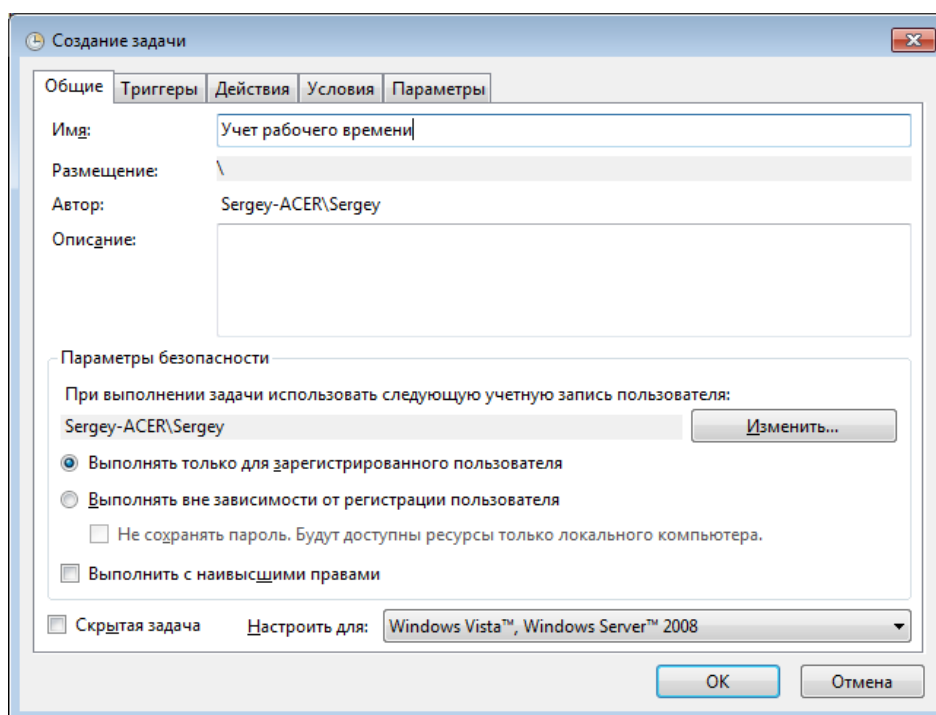 Создание задачи
Общие Триггеры Действия Условия Параметры
Имя: Учет рабочего времени
Размещение: \
Автор: Sergey-ACER\Sergey
Описание:
Параметры безопасности
При выполнении задачи использовать следующую учетную запись пользователя:
Sergey-ACER\Sergey Изменить...
Выполнять только для зарегистрированного пользователя
Выполнять вне зависимости от регистрации пользователя
Не сохранять пароль. Будут доступны ресурсы только локального компьютера.
Выполнить с наивысшими правами
Скрытая задача Настроить для: Windows Vista™, Windows Server™ 2008
ОК Отмена